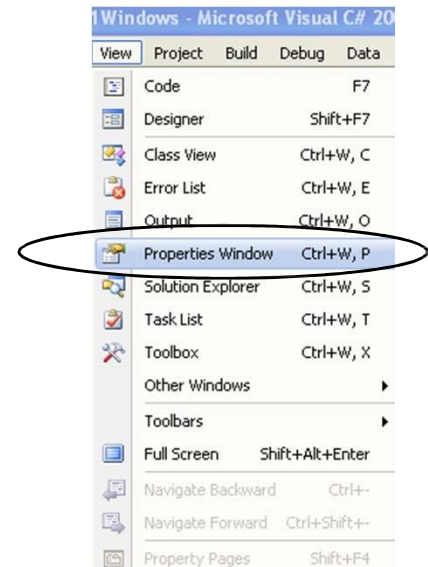 1Windows - Microsoft Visual C# 20
View Project Build Debug Data
Code F7
Designer Shift+F7
Class View Ctrl+W, C
Error List Ctrl+W, E
Output Ctrl+W, O
Properties Window Ctrl+W, P
Solution Explorer Ctrl+W, S
Task List Ctrl+W, T
Toolbox Ctrl+W, X
Other Windows
Toolbars
Full Screen Shift+Alt+Enter
Navigate Backward Ctrl+-
Navigate Forward Ctrl+Shift+-
Property Pages Shift+F4